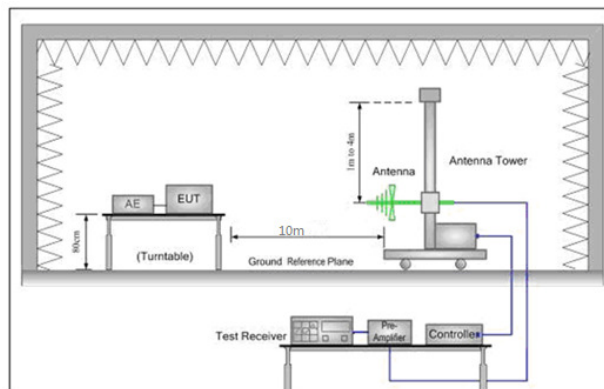 1m to 4m
Antenna
Antenna Tower
AE
EUT
80cm
(Turntable)
10m
Ground Reference Plane
Test Receiver
Pre-
Amplifier
Controller